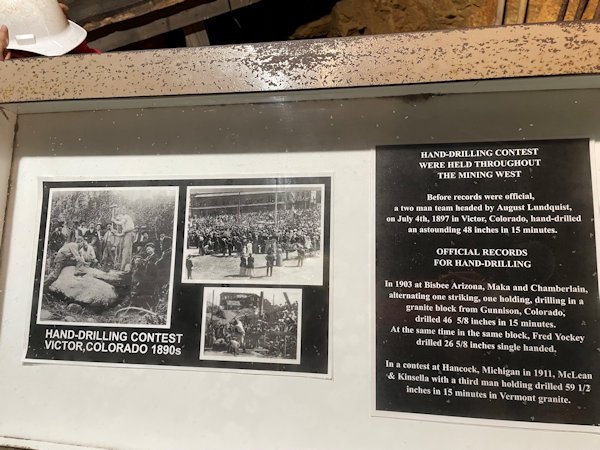 HAND-DRILLING CONTEST
VICTOR,COLORADO 1890s
HAND-DRILLING CONTEST
WERE HELD THROUGHOUT
THE MINING WEST
Before records were official,
a two man team headed by August Lundquist,
on July 4th, 1897 in Victor, Colorado, hand-drilled
an astounding 48 inches in 15 minutes.
OFFICIAL RECORDS
FOR HAND-DRILLING
In 1903 at Bisbee Arizona, Maka and Chamberlain,
alternating one striking, one holding, drilling in a
granite block from Gunnison, Colorado,
drilled 46 5/8 inches in 15 minutes.
At the same time in the same block, Fred Yockey
drilled 26 5/8 inches single handed.
In a contest at Hancock, Michigan in 1911, McLean
& Kinsella with a third man holding drilled 59 1/2
inches in 15 minutes in Vermont granite.